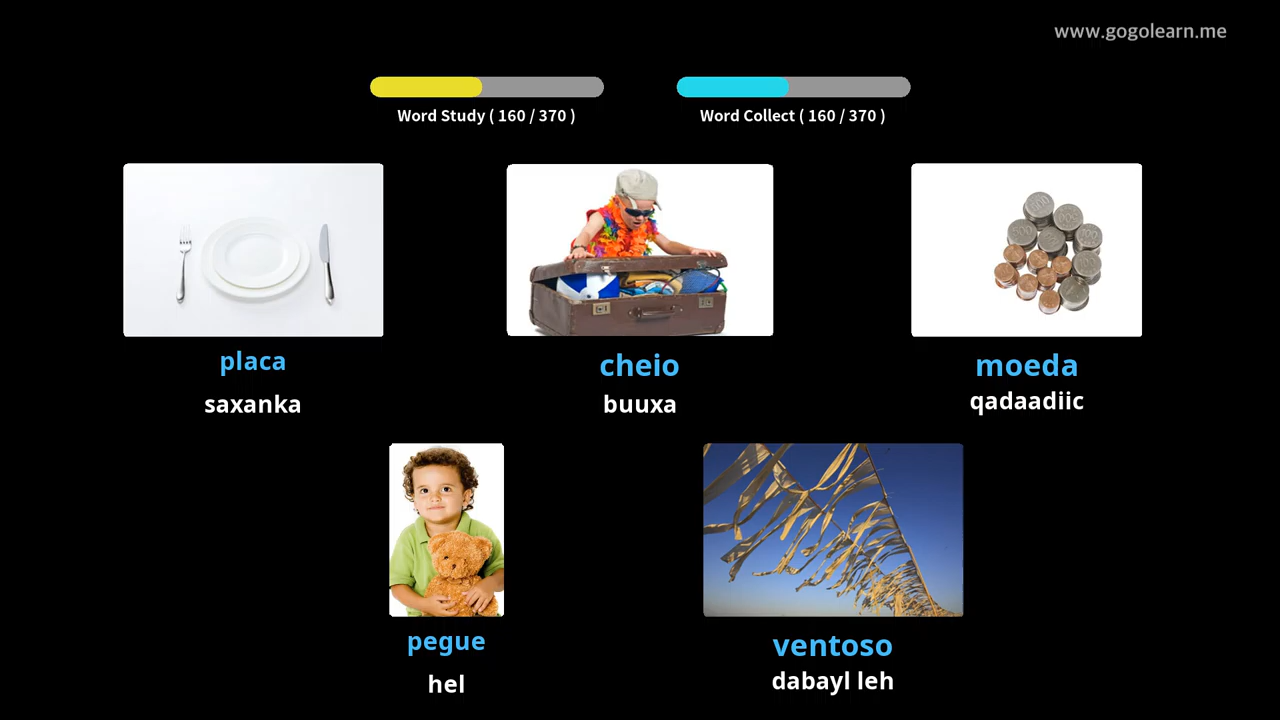 www.gogolearn.me
Word Study ( 160 / 370 )
Word Collect ( 160 / 370 )
placa
saxanka
cheio
buuxa
moeda
qadaadiic
pegue
hel
ventoso
dabayl leh